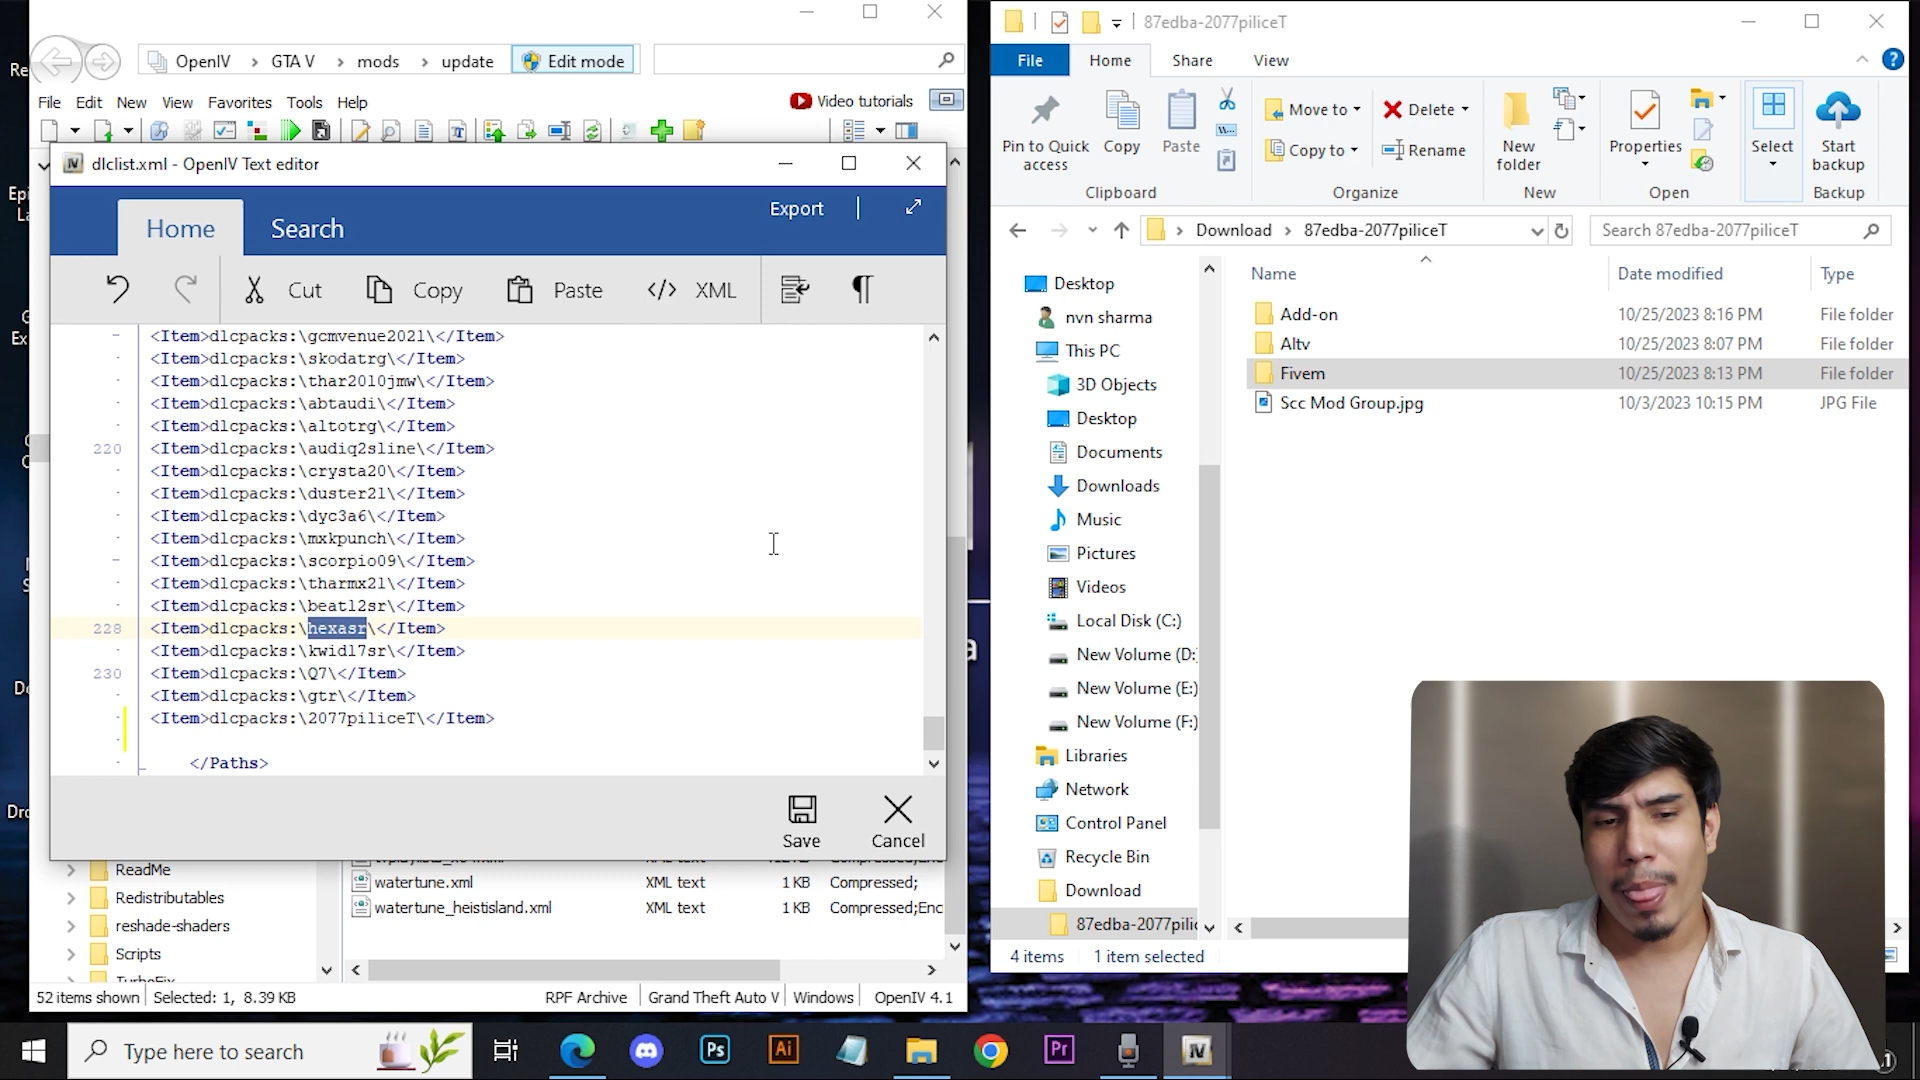 OpenIV › GTA V › mods › update
Edit mode
File Edit New View Favorites Tools Help
Video tutorials
dlclist.xml - OpenIV Text editor
Export
Home Search
Cut Copy Paste </> XML
<Item>dlcpacks:\gcmvenue2021\</Item>
<Item>dlcpacks:\skodatrg\</Item>
<Item>dlcpacks:\thar2010jmw\</Item>
<Item>dlcpacks:\abtaudi\</Item>
<Item>dlcpacks:\altotrg\</Item>
220 <Item>dlcpacks:\audiq2sline\</Item>
<Item>dlcpacks:\crysta20\</Item>
<Item>dlcpacks:\duster21\</Item>
<Item>dlcpacks:\dyc3a6\</Item>
<Item>dlcpacks:\mxkpunch\</Item>
<Item>dlcpacks:\scorpio09\</Item>
<Item>dlcpacks:\tharmx21\</Item>
<Item>dlcpacks:\beat12sr\</Item>
228 <Item>dlcpacks:\hexasr\</Item>
<Item>dlcpacks:\kwid17sr\</Item>
230 <Item>dlcpacks:\Q7\</Item>
<Item>dlcpacks:\gtr\</Item>
<Item>dlcpacks:\2077piliceT\</Item>
</Paths>
Save Cancel
ReadMe
Redistributables
reshade-shaders
Scripts
watertune.xml XML text 1 KB Compressed;
watertune_heistisland.xml XML text 1 KB Compressed;Enc
52 items shown Selected: 1, 8.39 KB RPF Archive Grand Theft Auto V Windows OpenIV 4.1
87edba-2077piliceT
File Home Share View
Pin to Quick access
Copy
Paste
Move to
Copy to
Delete
Rename
New folder
Properties
Select
Start backup
Clipboard Organize New Open Backup
Download › 87edba-2077piliceT
Search 87edba-2077piliceT
Name Date modified Type
Add-on 10/25/2023 8:16 PM File folder
Altv 10/25/2023 8:07 PM File folder
Fivem 10/25/2023 8:13 PM File folder
Scc Mod Group.jpg 10/3/2023 10:15 PM JPG File
Desktop
nvn sharma
This PC
3D Objects
Desktop
Documents
Downloads
Music
Pictures
Videos
Local Disk (C:)
New Volume (D:
New Volume (E:)
New Volume (F:)
Libraries
Network
Control Panel
Recycle Bin
Download
87edba-2077pilic
4 items 1 item selected
Type here to search
Ps Ai Pr IV